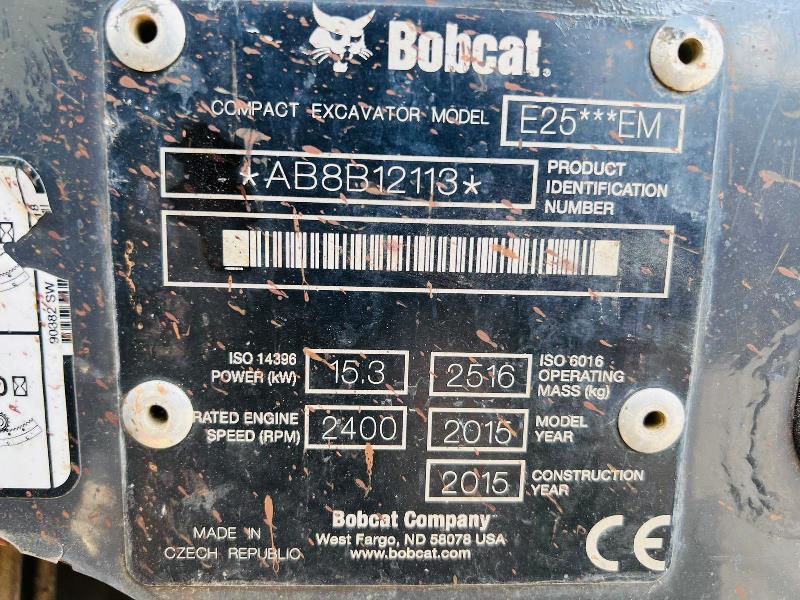 Bobcat.
COMPACT EXCAVATOR MODEL E25***EM
*AB8B12113* PRODUCT
IDENTIFICATION
NUMBER
ISO 14396
POWER (kW) 15.3
2516 ISO 6016
OPERATING
MASS (kg)
RATED ENGINE
SPEED (RPM) 2400
2015 MODEL
YEAR
2015 CONSTRUCTION
YEAR
MADE IN
CZECH REPUBLIC
Bobcat Company
West Fargo, ND 58078 USA
www.bobcat.com
CE
90382 SW